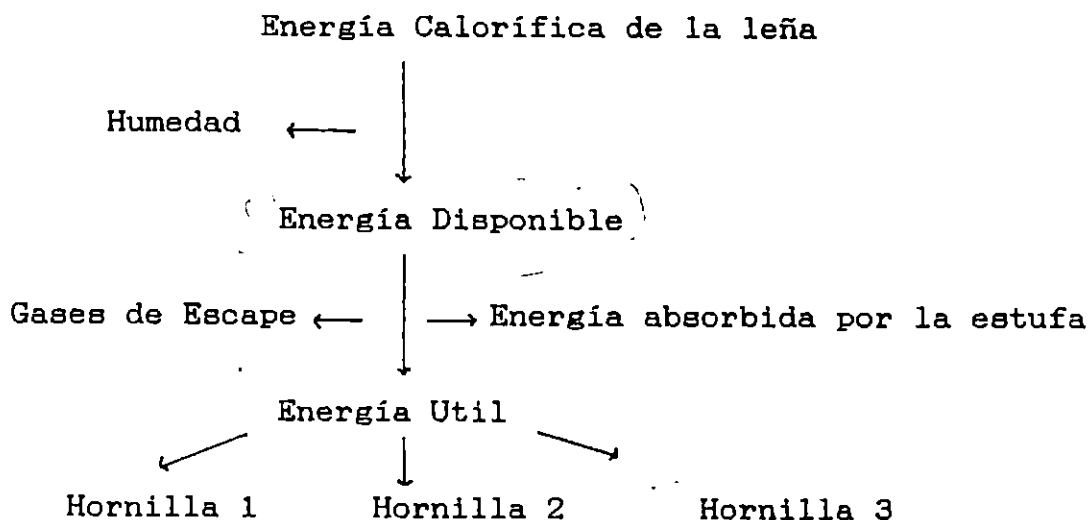 Energía Calorífica de la leña
Humedad
Energía Disponible
Gases de Escape Energía absorbida por la estufa
Energía Util
Hornilla 1 Hornilla 2 Hornilla 3